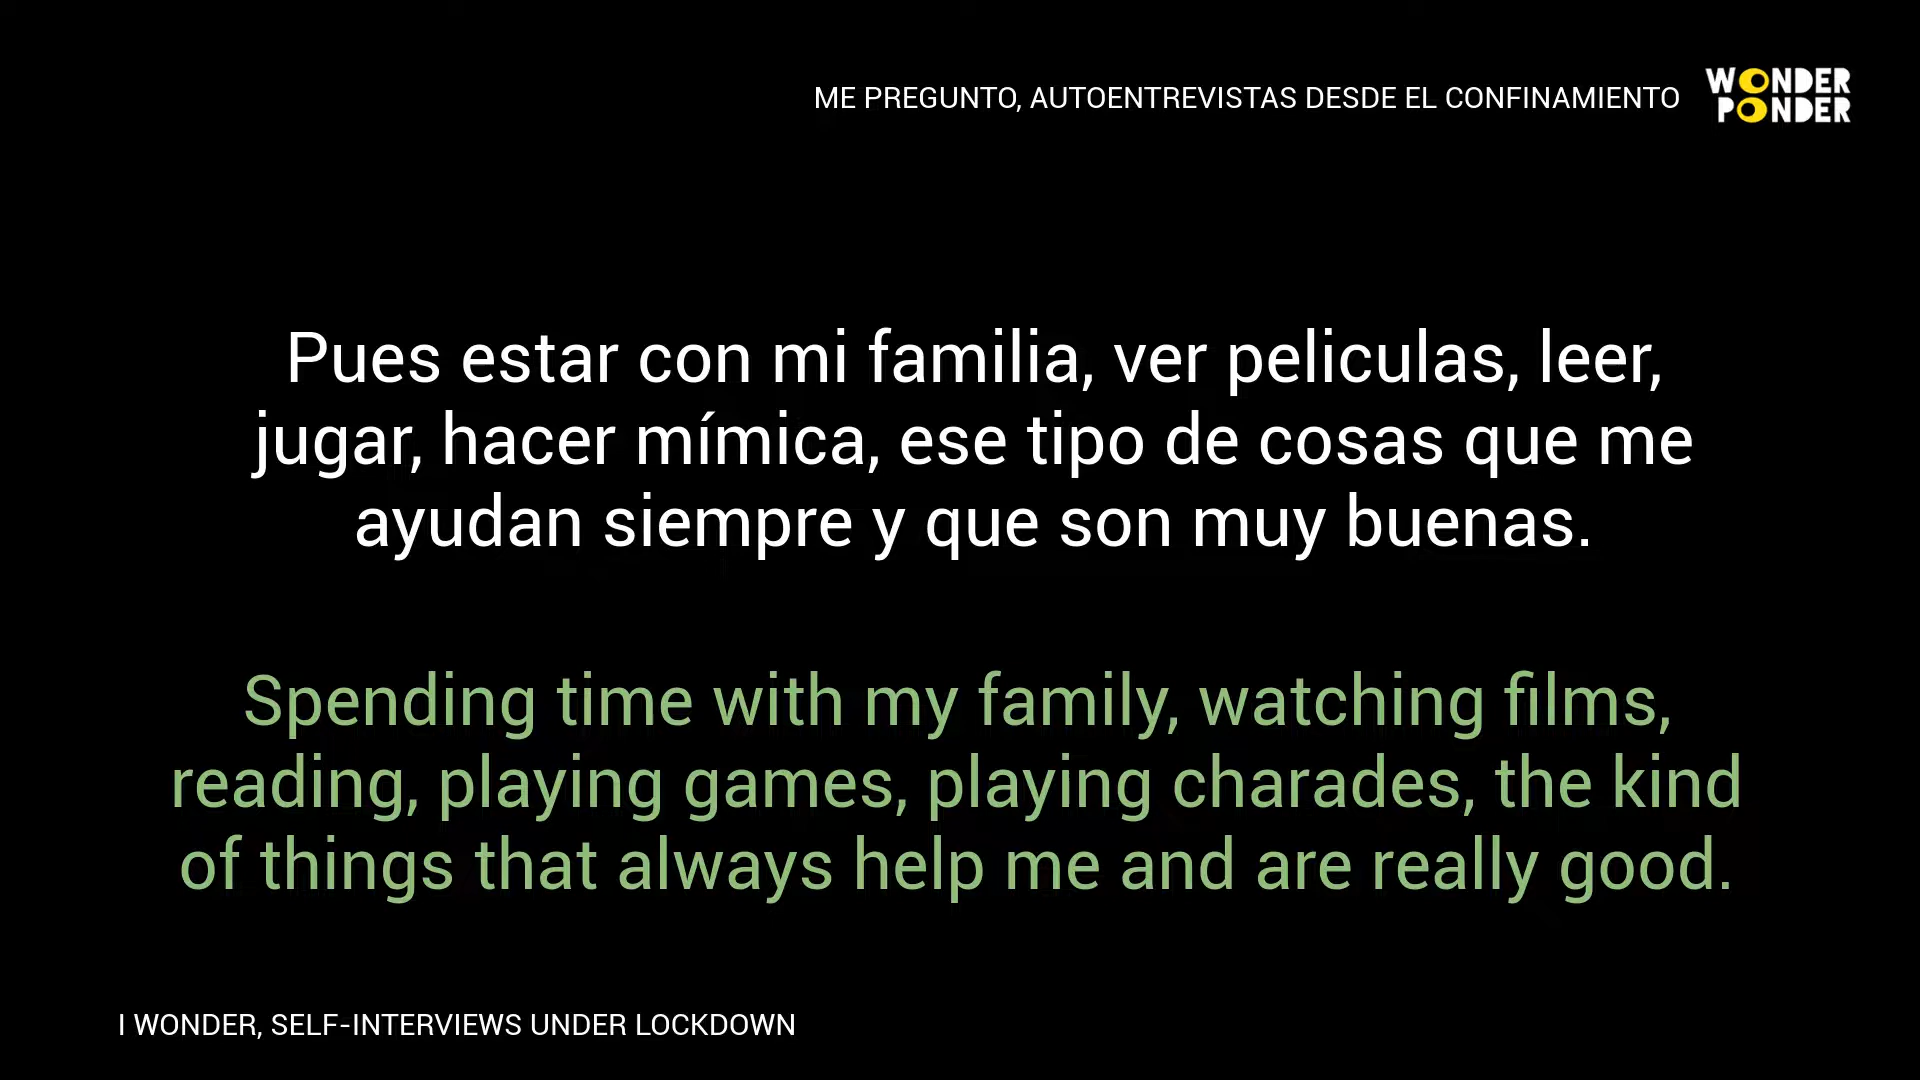 ME PREGUNTO, AUTOENTREVISTAS DESDE EL CONFINAMIENTO
WONDER
PONDER
Pues estar con mi familia, ver peliculas, leer,
jugar, hacer mímica, ese tipo de cosas que me
ayudan siempre y que son muy buenas.
Spending time with my family, watching films,
reading, playing games, playing charades, the kind
of things that always help me and are really good.
I WONDER, SELF-INTERVIEWS UNDER LOCKDOWN